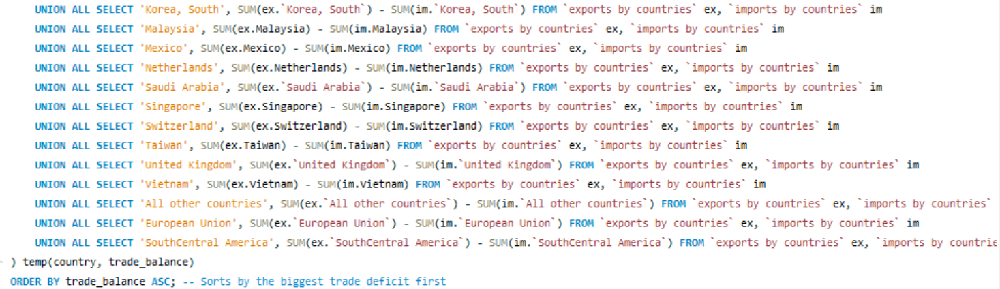 UNION ALL SELECT 'Korea, South', SUM(ex.`Korea, South`) - SUM(im.`Korea, South`) FROM `exports by countries` ex, `imports by countries` im
UNION ALL SELECT 'Malaysia', SUM(ex.Malaysia) - SUM(im.Malaysia) FROM `exports by countries` ex, `imports by countries` im
UNION ALL SELECT 'Mexico', SUM(ex.Mexico) - SUM(im.Mexico) FROM `exports by countries` ex, `imports by countries` im
UNION ALL SELECT 'Netherlands', SUM(ex.Netherlands) - SUM(im.Netherlands) FROM `exports by countries` ex, `imports by countries` im
UNION ALL SELECT 'Saudi Arabia', SUM(ex.`Saudi Arabia`) - SUM(im.`Saudi Arabia`) FROM `exports by countries` ex, `imports by countries` im
UNION ALL SELECT 'Singapore', SUM(ex.Singapore) - SUM(im.Singapore) FROM `exports by countries` ex, `imports by countries` im
UNION ALL SELECT 'Switzerland', SUM(ex.Switzerland) - SUM(im.Switzerland) FROM `exports by countries` ex, `imports by countries` im
UNION ALL SELECT 'Taiwan', SUM(ex.Taiwan) - SUM(im.Taiwan) FROM `exports by countries` ex, `imports by countries` im
UNION ALL SELECT 'United Kingdom', SUM(ex.`United Kingdom`) - SUM(im.`United Kingdom`) FROM `exports by countries` ex, `imports by countries` im
UNION ALL SELECT 'Vietnam', SUM(ex.Vietnam) - SUM(im.Vietnam) FROM `exports by countries` ex, `imports by countries` im
UNION ALL SELECT 'All other countries', SUM(ex.`All other countries`) - SUM(im.`All other countries`) FROM `exports by countries` ex, `imports by countries`
UNION ALL SELECT 'European Union', SUM(ex.`European Union`) - SUM(im.`European Union`) FROM `exports by countries` ex, `imports by countries` im
UNION ALL SELECT 'SouthCentral America', SUM(ex.`SouthCentral America`) - SUM(im.`SouthCentral America`) FROM `exports by countries` ex, `imports by countrie
) temp(country, trade_balance)
ORDER BY trade_balance ASC; -- Sorts by the biggest trade deficit first